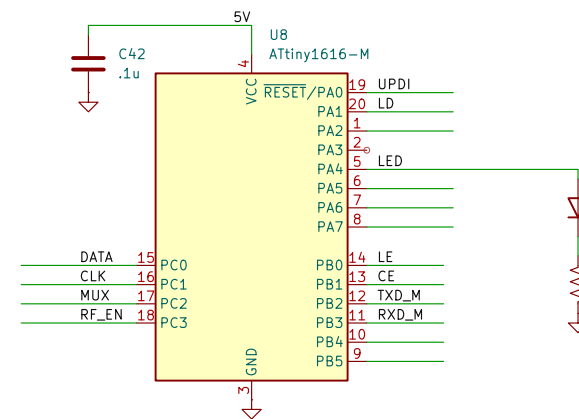 5V
U8
ATtiny1616-M
C42
.1u
4
VCC
RESET/PA0 19 UPDI
PA1 20 LD
PA2 1
PA3 2
PA4 5 LED
PA5 6
PA6 7
PA7 8
DATA 15 PC0
PB0 14 LE
CLK 16 PC1
PB1 13 CE
MUX 17 PC2
PB2 12 TXD_M
RF_EN 18 PC3
PB3 11 RXD_M
PB4 10
PB5 9
GND
3